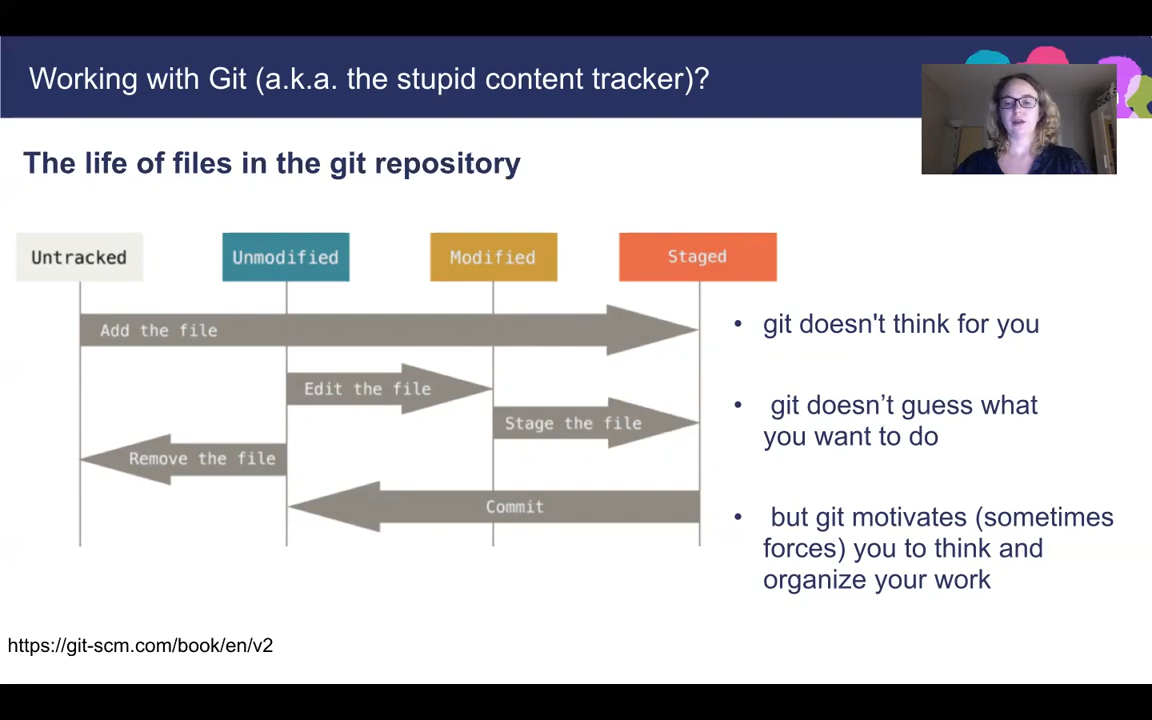 Working with Git (a.k.a. the stupid content tracker)?
The life of files in the git repository
Untracked
Unmodified
Modified
Staged
Add the file
Edit the file
Stage the file
Remove the file
Commit
• git doesn't think for you
• git doesn’t guess what
you want to do
• but git motivates (sometimes
forces) you to think and
organize your work
https://git-scm.com/book/en/v2